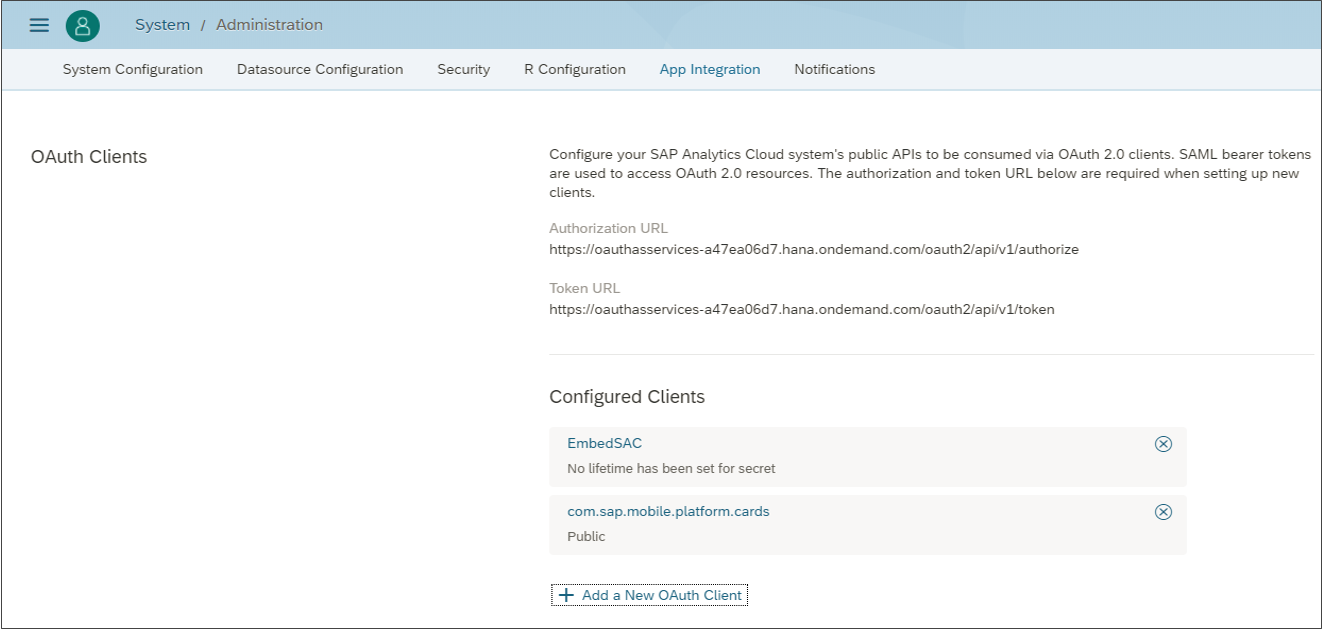 System / Administration
System Configuration Datasource Configuration Security R Configuration App Integration Notifications
OAuth Clients
Configure your SAP Analytics Cloud system's public APIs to be consumed via OAuth 2.0 clients. SAML bearer tokens
are used to access OAuth 2.0 resources. The authorization and token URL below are required when setting up new
clients.
Authorization URL
https://oauthasservices-a47ea06d7.hana.ondemand.com/oauth2/api/v1/authorize
Token URL
https://oauthasservices-a47ea06d7.hana.ondemand.com/oauth2/api/v1/token
Configured Clients
EmbedSAC
No lifetime has been set for secret
com.sap.mobile.platform.cards
Public
+ Add a New OAuth Client